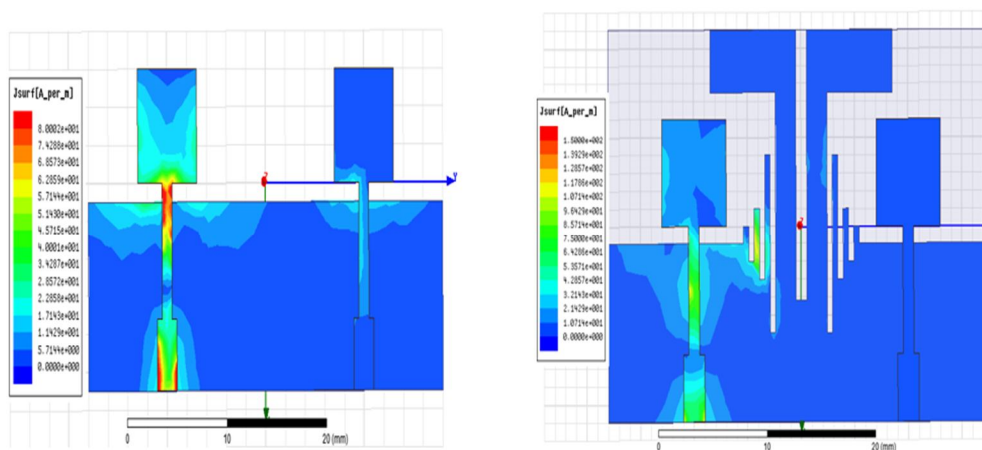 Jsurf[A_per_m]
8.0002e+001
7.4288e+001
6.8573e+001
6.2859e+001
5.7144e+001
5.1430e+001
4.5715e+001
4.0001e+001
3.4287e+001
2.8572e+001
2.2858e+001
1.7143e+001
1.1429e+001
5.7144e+000
0.0000e+000
Y
0
10
20 (mm)
Jsurf[A_per_m]
1.5000e+002
1.3929e+002
1.2857e+002
1.1786e+002
1.0714e+002
9.6429e+001
8.5714e+001
7.5000e+001
6.4286e+001
5.3571e+001
4.2857e+001
3.2143e+001
2.1429e+001
1.0714e+001
0.0000e+000
0
10
20 (mm)